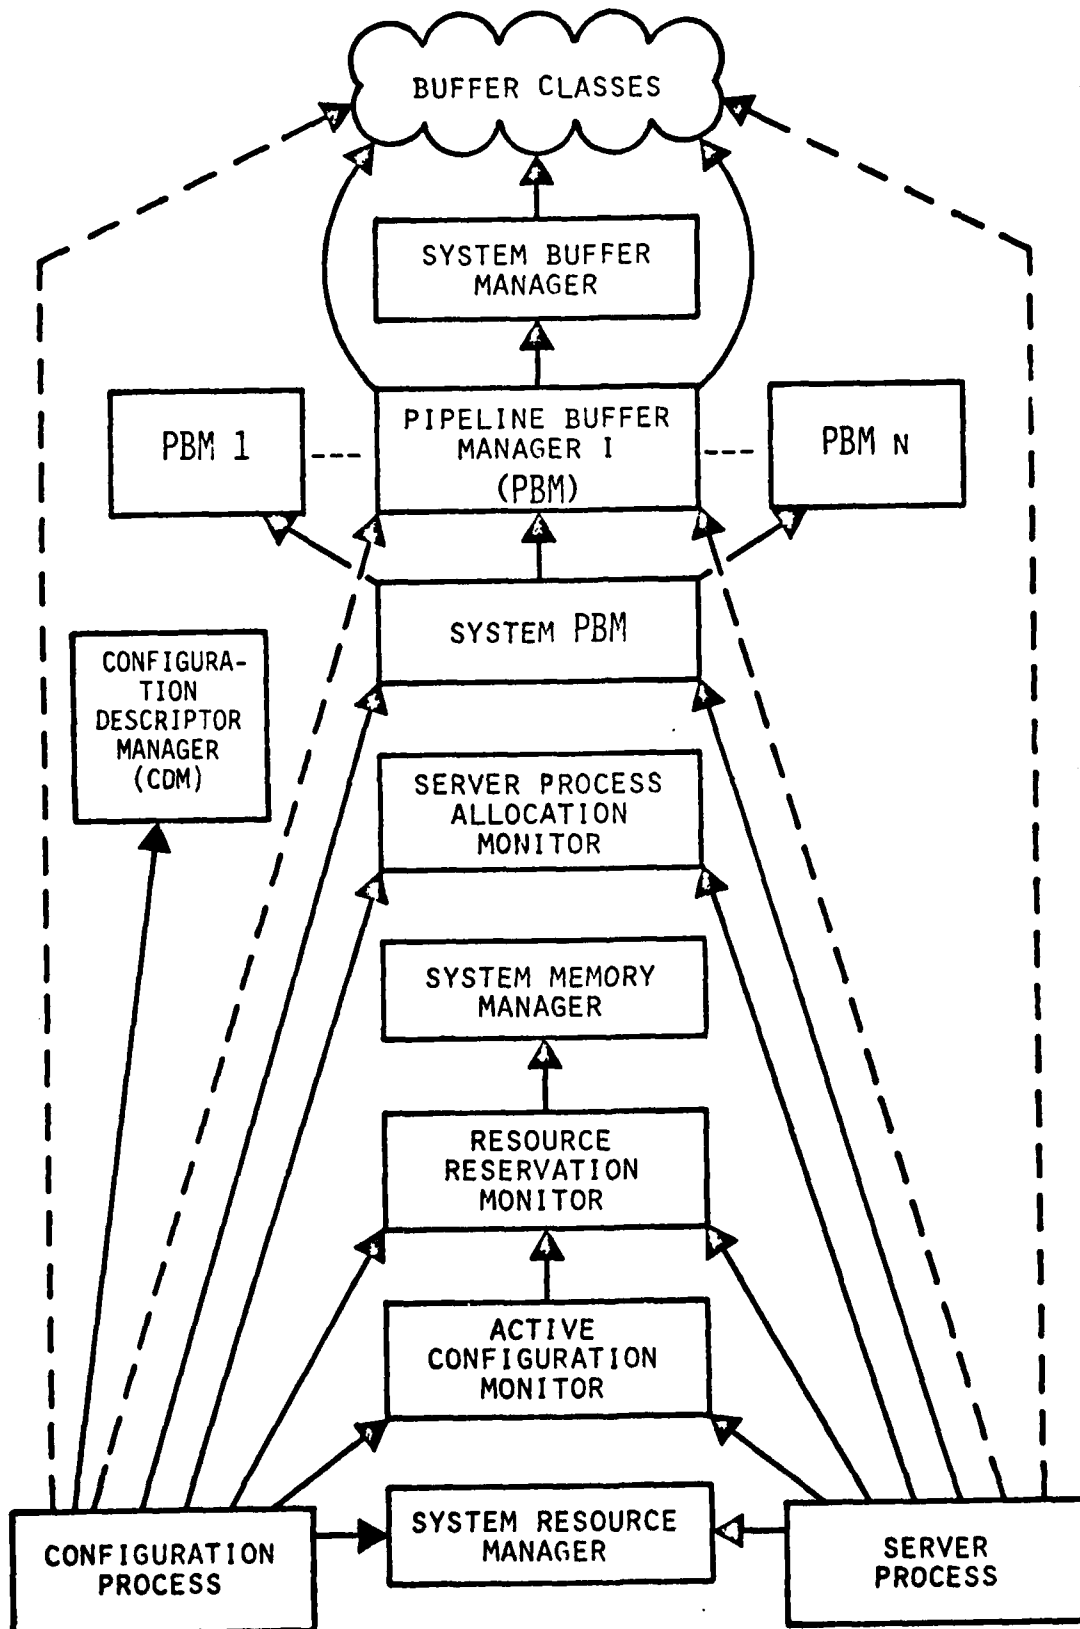 BUFFER CLASSES
SYSTEM BUFFER
MANAGER
PBM 1
PIPELINE BUFFER
MANAGER I
(PBM)
PBM N
SYSTEM PBM
CONFIGURA-
TION
DESCRIPTOR
MANAGER
(CDM)
SERVER PROCESS
ALLOCATION
MONITOR
SYSTEM MEMORY
MANAGER
RESOURCE
RESERVATION
MONITOR
ACTIVE
CONFIGURATION
MONITOR
CONFIGURATION
PROCESS
SYSTEM RESOURCE
MANAGER
SERVER
PROCESS